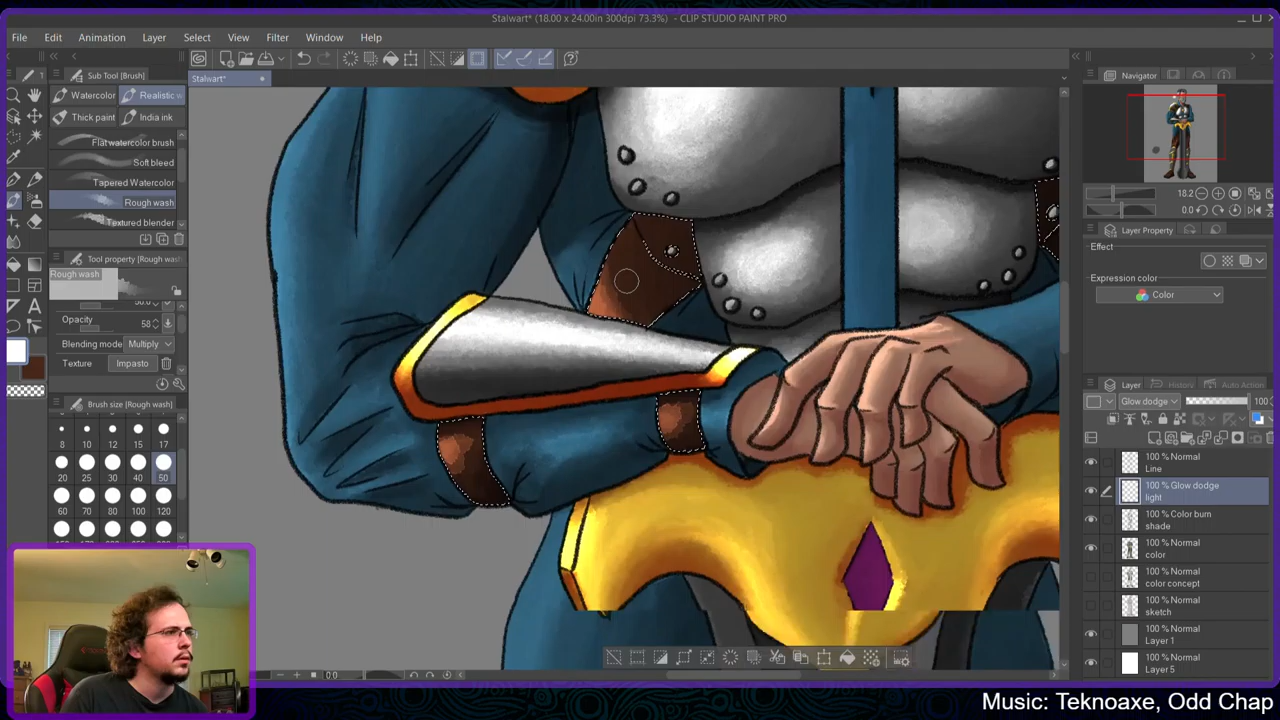 Stalwart* (18.00 x 24.00in 300dpi 73.3%) - CLIP STUDIO PAINT PRO
File Edit Animation Layer Select View Filter Window Help
Sub Tool [Brush]
Stalwart*
Navigator
Watercolor Realistic w
Thick paint India ink
Flat watercolor brush
Soft bleed
Tapered Watercolor
Rough wash
Textured blender
Tool property [Rough wash]
Rough wash
Opacity 58
Blending mode Multiply
Texture Impasto
Brush size [Rough wash]
8 10 12 15 17
20 25 30 40 50
60 70 80 100 120
18.2
0.0
Layer Property
Effect
Expression color
Color
Layer History Auto Action
Glow dodge 100
100 % Normal
Line
100 % Glow dodge
light
100 % Color burn
shade
100 % Normal
color
100 % Normal
color concept
100 % Normal
sketch
100 % Normal
Layer 1
100 % Normal
Layer 5
Music: Teknoaxe, Odd Chap